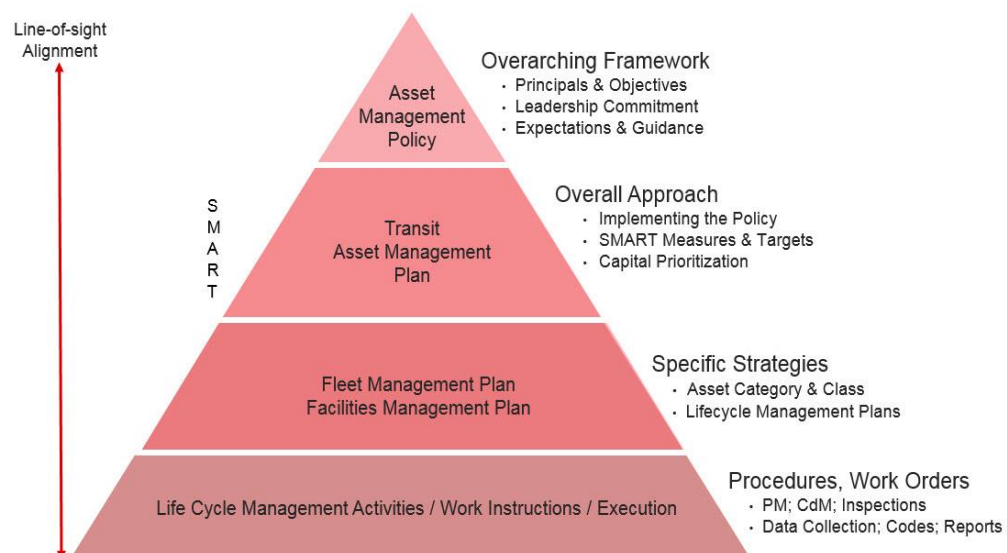 Line-of-sight
Alignment
Asset
Management
Policy
Overarching Framework
• Principals & Objectives
• Leadership Commitment
• Expectations & Guidance
S
M
A
R
T
Transit
Asset Management
Plan
Overall Approach
• Implementing the Policy
• SMART Measures & Targets
• Capital Prioritization
Fleet Management Plan
Facilities Management Plan
Specific Strategies
• Asset Category & Class
• Lifecycle Management Plans
Life Cycle Management Activities / Work Instructions / Execution
Procedures, Work Orders
• PM; CdM; Inspections
• Data Collection; Codes; Reports